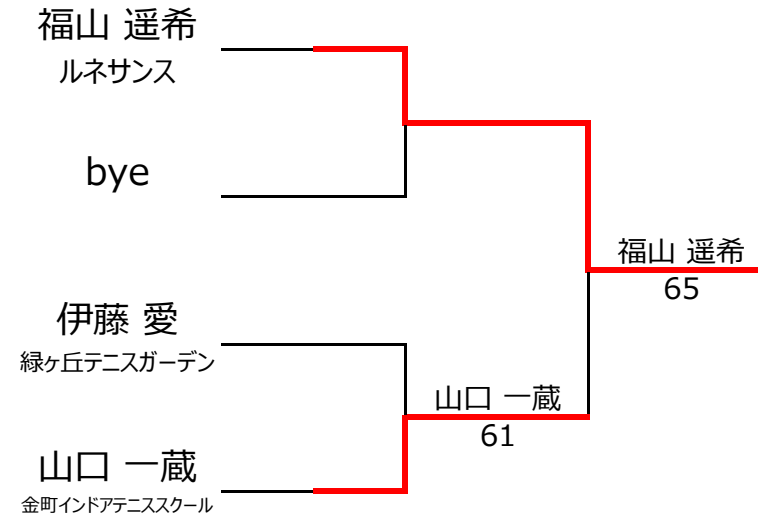 福山 遥希
ルネサンス
bye
伊藤 愛
緑ヶ丘テニスガーデン
山口 一蔵
金町インドアテニススクール
山口 一蔵
61
福山 遥希
65